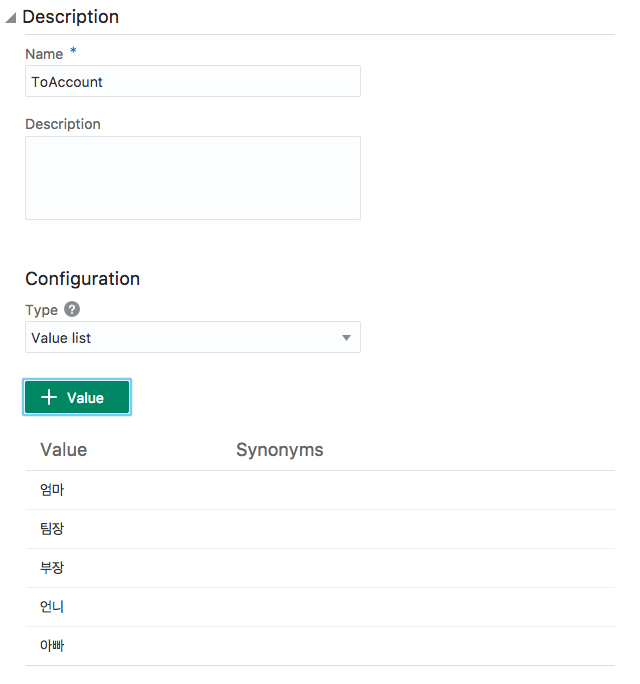 Description
Name *
ToAccount
Description
Configuration
Type ?
Value list
+ Value
Value Synonyms
엄마
팀장
부장
언니
아빠